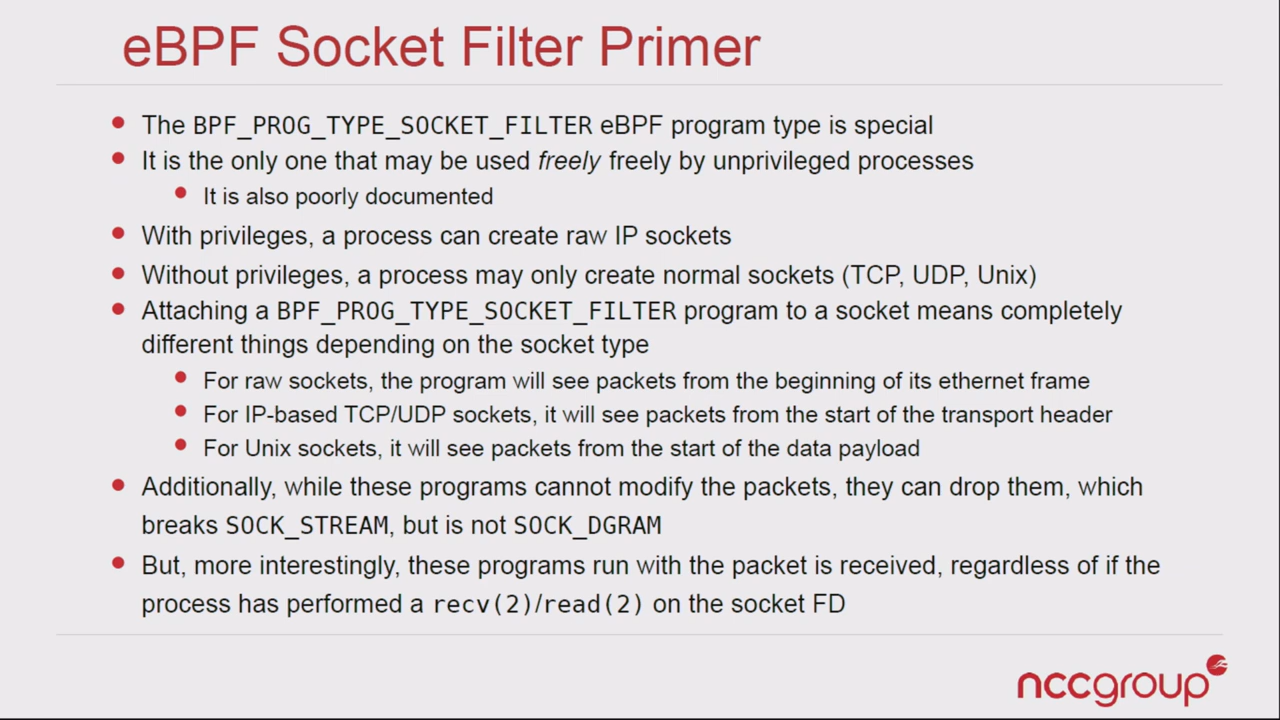 eBPF Socket Filter Primer
• The BPF_PROG_TYPE_SOCKET_FILTER eBPF program type is special
• It is the only one that may be used freely freely by unprivileged processes
• It is also poorly documented
• With privileges, a process can create raw IP sockets
• Without privileges, a process may only create normal sockets (TCP, UDP, Unix)
• Attaching a BPF_PROG_TYPE_SOCKET_FILTER program to a socket means completely
different things depending on the socket type
• For raw sockets, the program will see packets from the beginning of its ethernet frame
• For IP-based TCP/UDP sockets, it will see packets from the start of the transport header
• For Unix sockets, it will see packets from the start of the data payload
• Additionally, while these programs cannot modify the packets, they can drop them, which
breaks SOCK_STREAM, but is not SOCK_DGRAM
• But, more interestingly, these programs run with the packet is received, regardless of if the
process has performed a recv(2)/read(2) on the socket FD
nccgroup